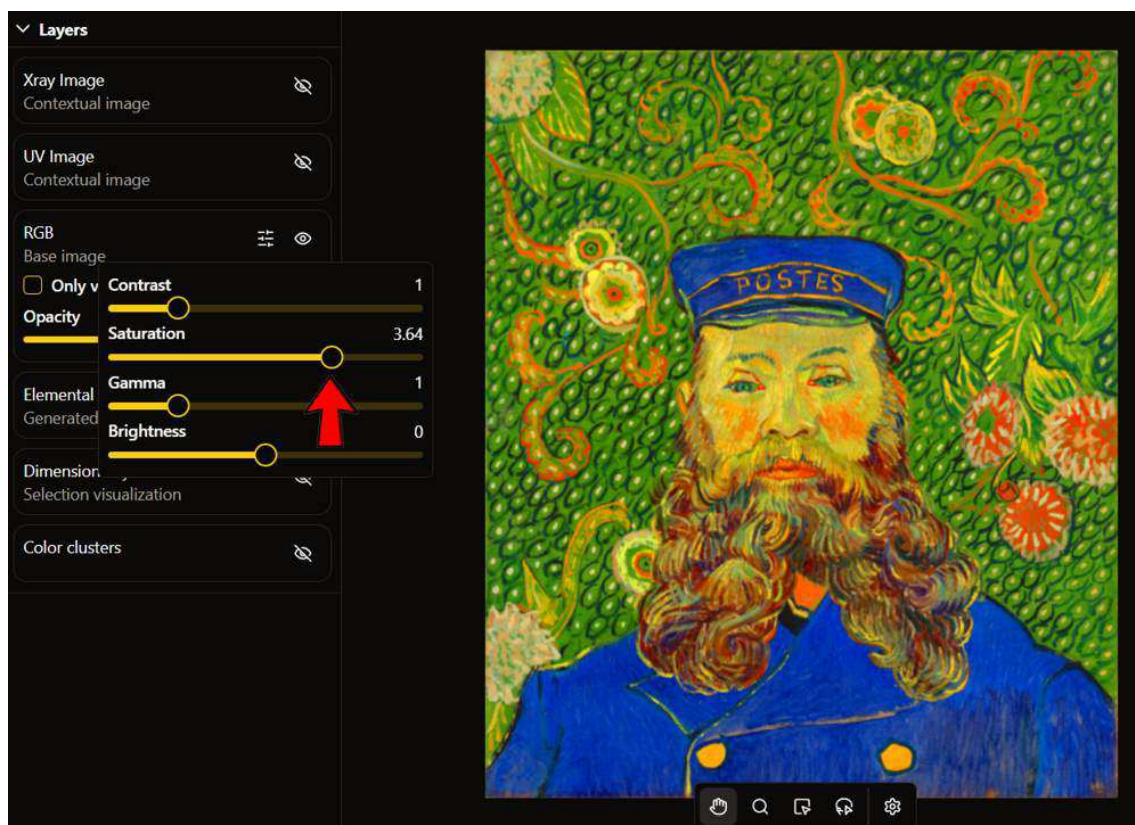 Layers
Xray Image
Contextual image
UV Image
Contextual image
RGB
Base image
Only v
Opacity
Contrast 1
Saturation 3.64
Gamma 1
Brightness 0
Elemental
Generated
Dimension
Selection visualization
Color clusters
POSTES